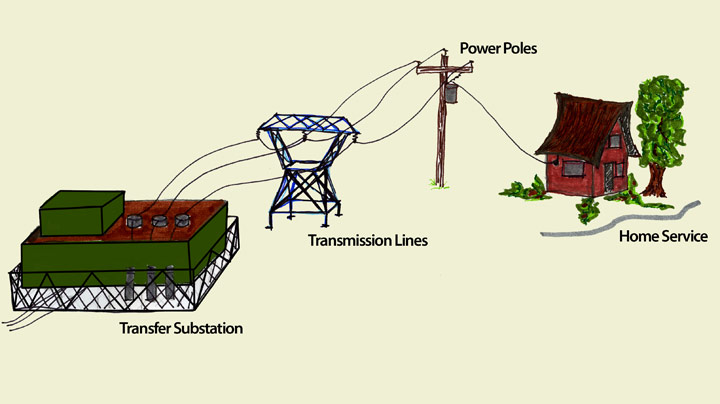 Power Poles
Transmission Lines
Home Service
Transfer Substation